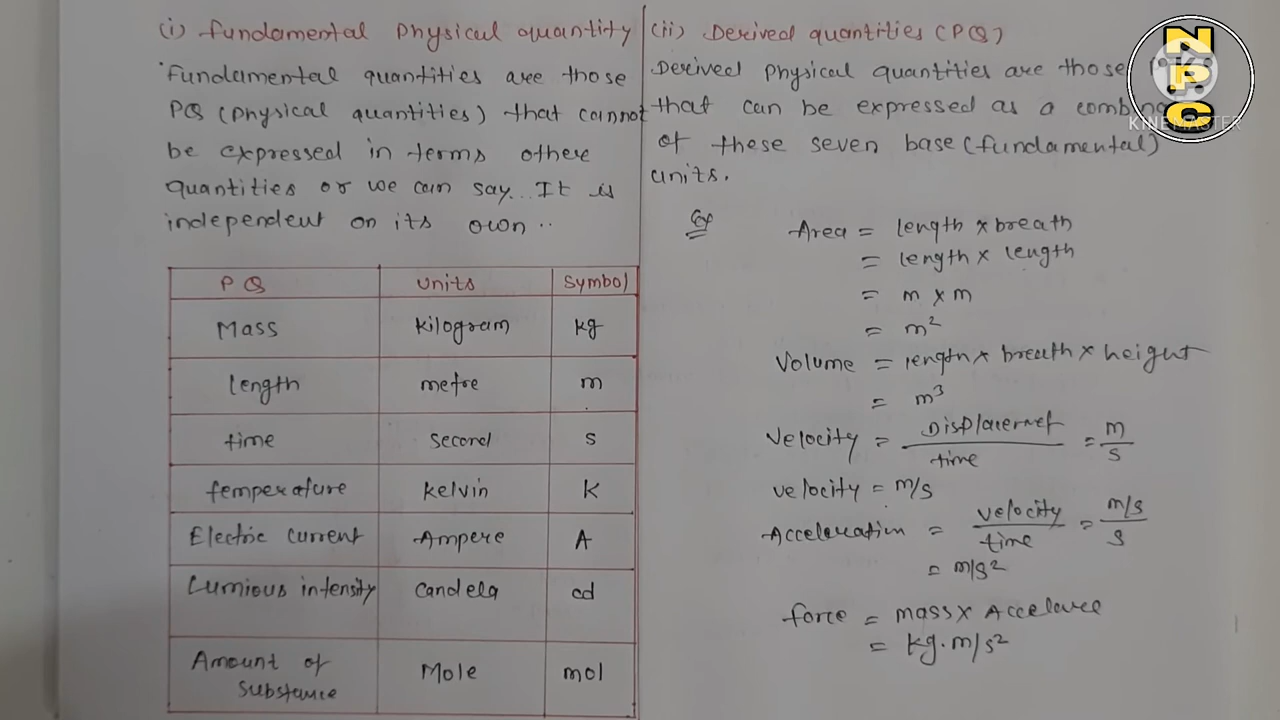 (i) Fundamental Physical quantity
Fundamental quantities are those
PQ (Physical quantities) that cannot
be expressed in terms othere
quantities or we can say...It is
independent on its own..
PQ units Symbol
Mass kilogram kg
length metre m
time Second s
temperature kelvin K
Electric current Ampere A
Lumious intensity candela cd
Amount of
substance Mole mol
(ii) Derived quantities (PQ)
Derived Physical quantities are those
that can be expressed as a combin
of these seven base (fundamental)
units.
Ex
Area = length x breath
= length x length
= m x m
= m²
Volume = length x breath x height
= m³
Velocity = Displacemet / time = m/s
velocity = m/s
Acceleration = velocity / time = m/s / s
= m/s²
force = mass x
= kg.m/s²
NPC
KINEMASTER